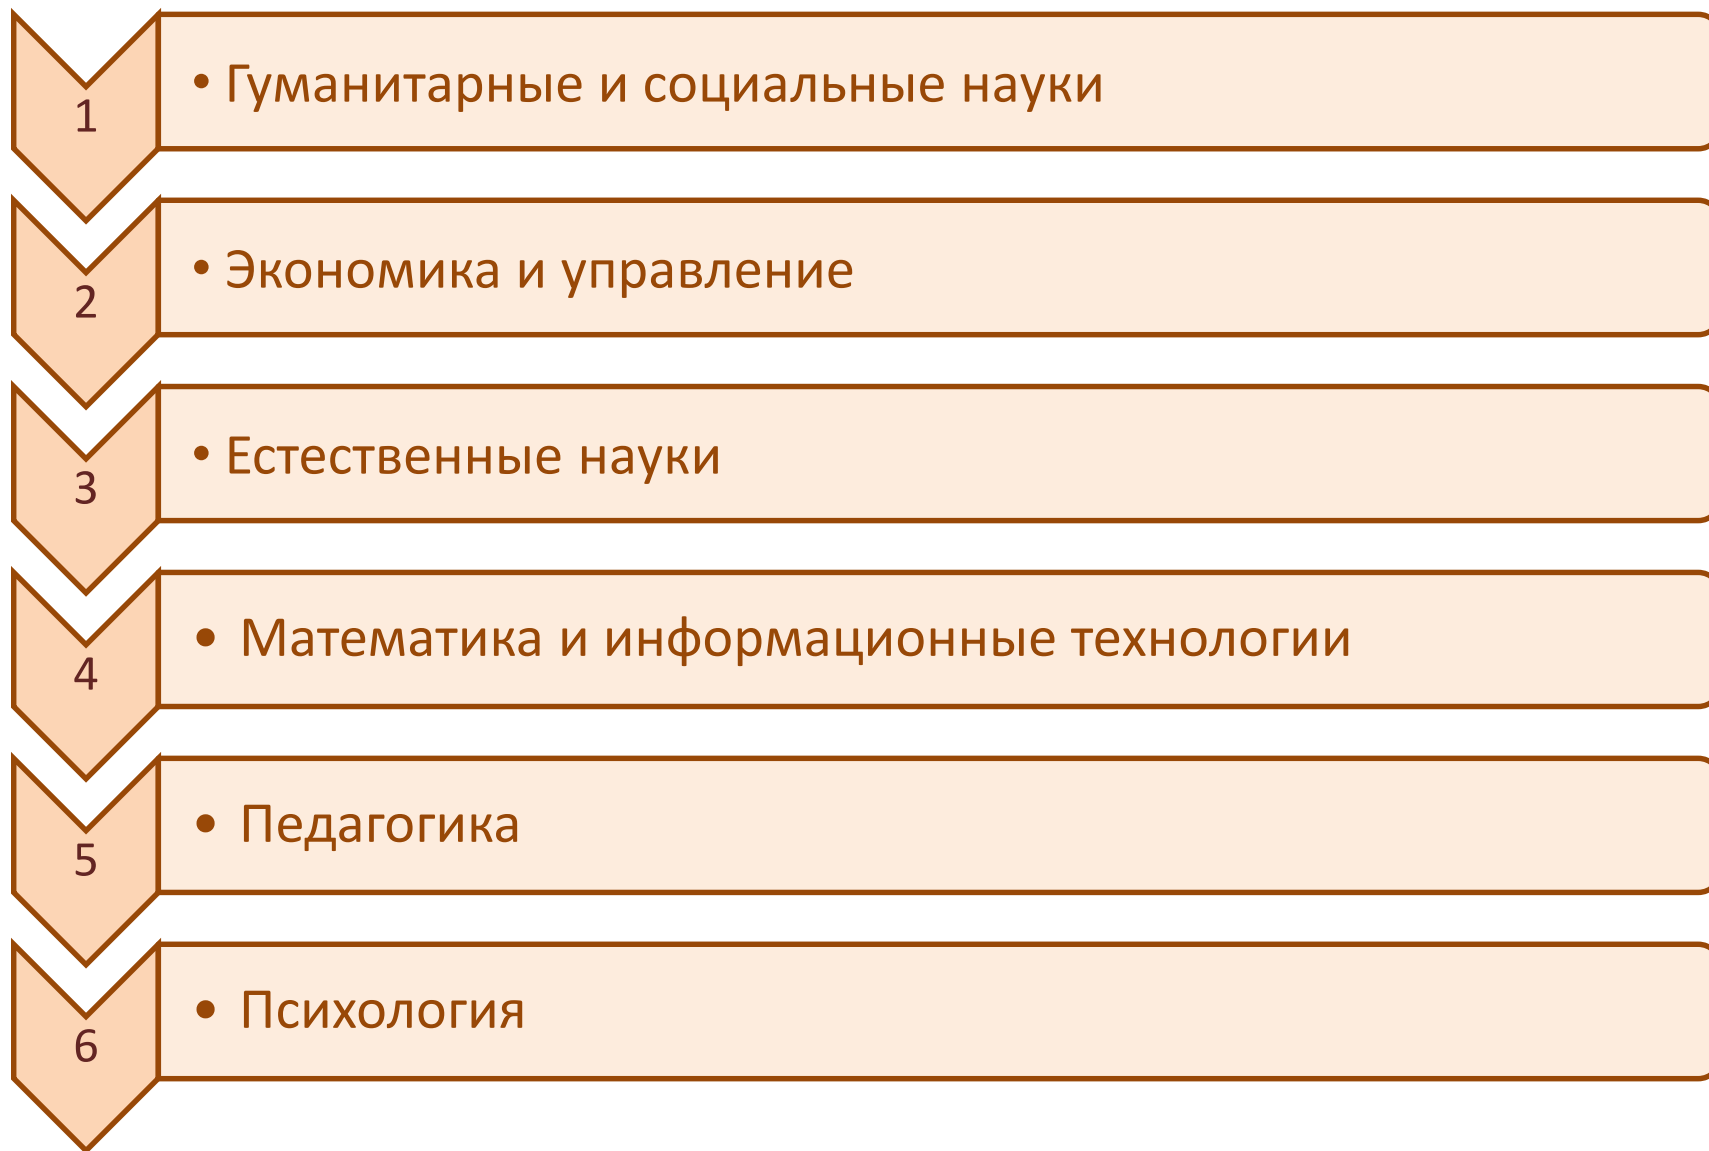 1
• Гуманитарные и социальные науки
2
• Экономика и управление
3
• Естественные науки
4
• Математика и информационные технологии
5
• Педагогика
6
• Психология